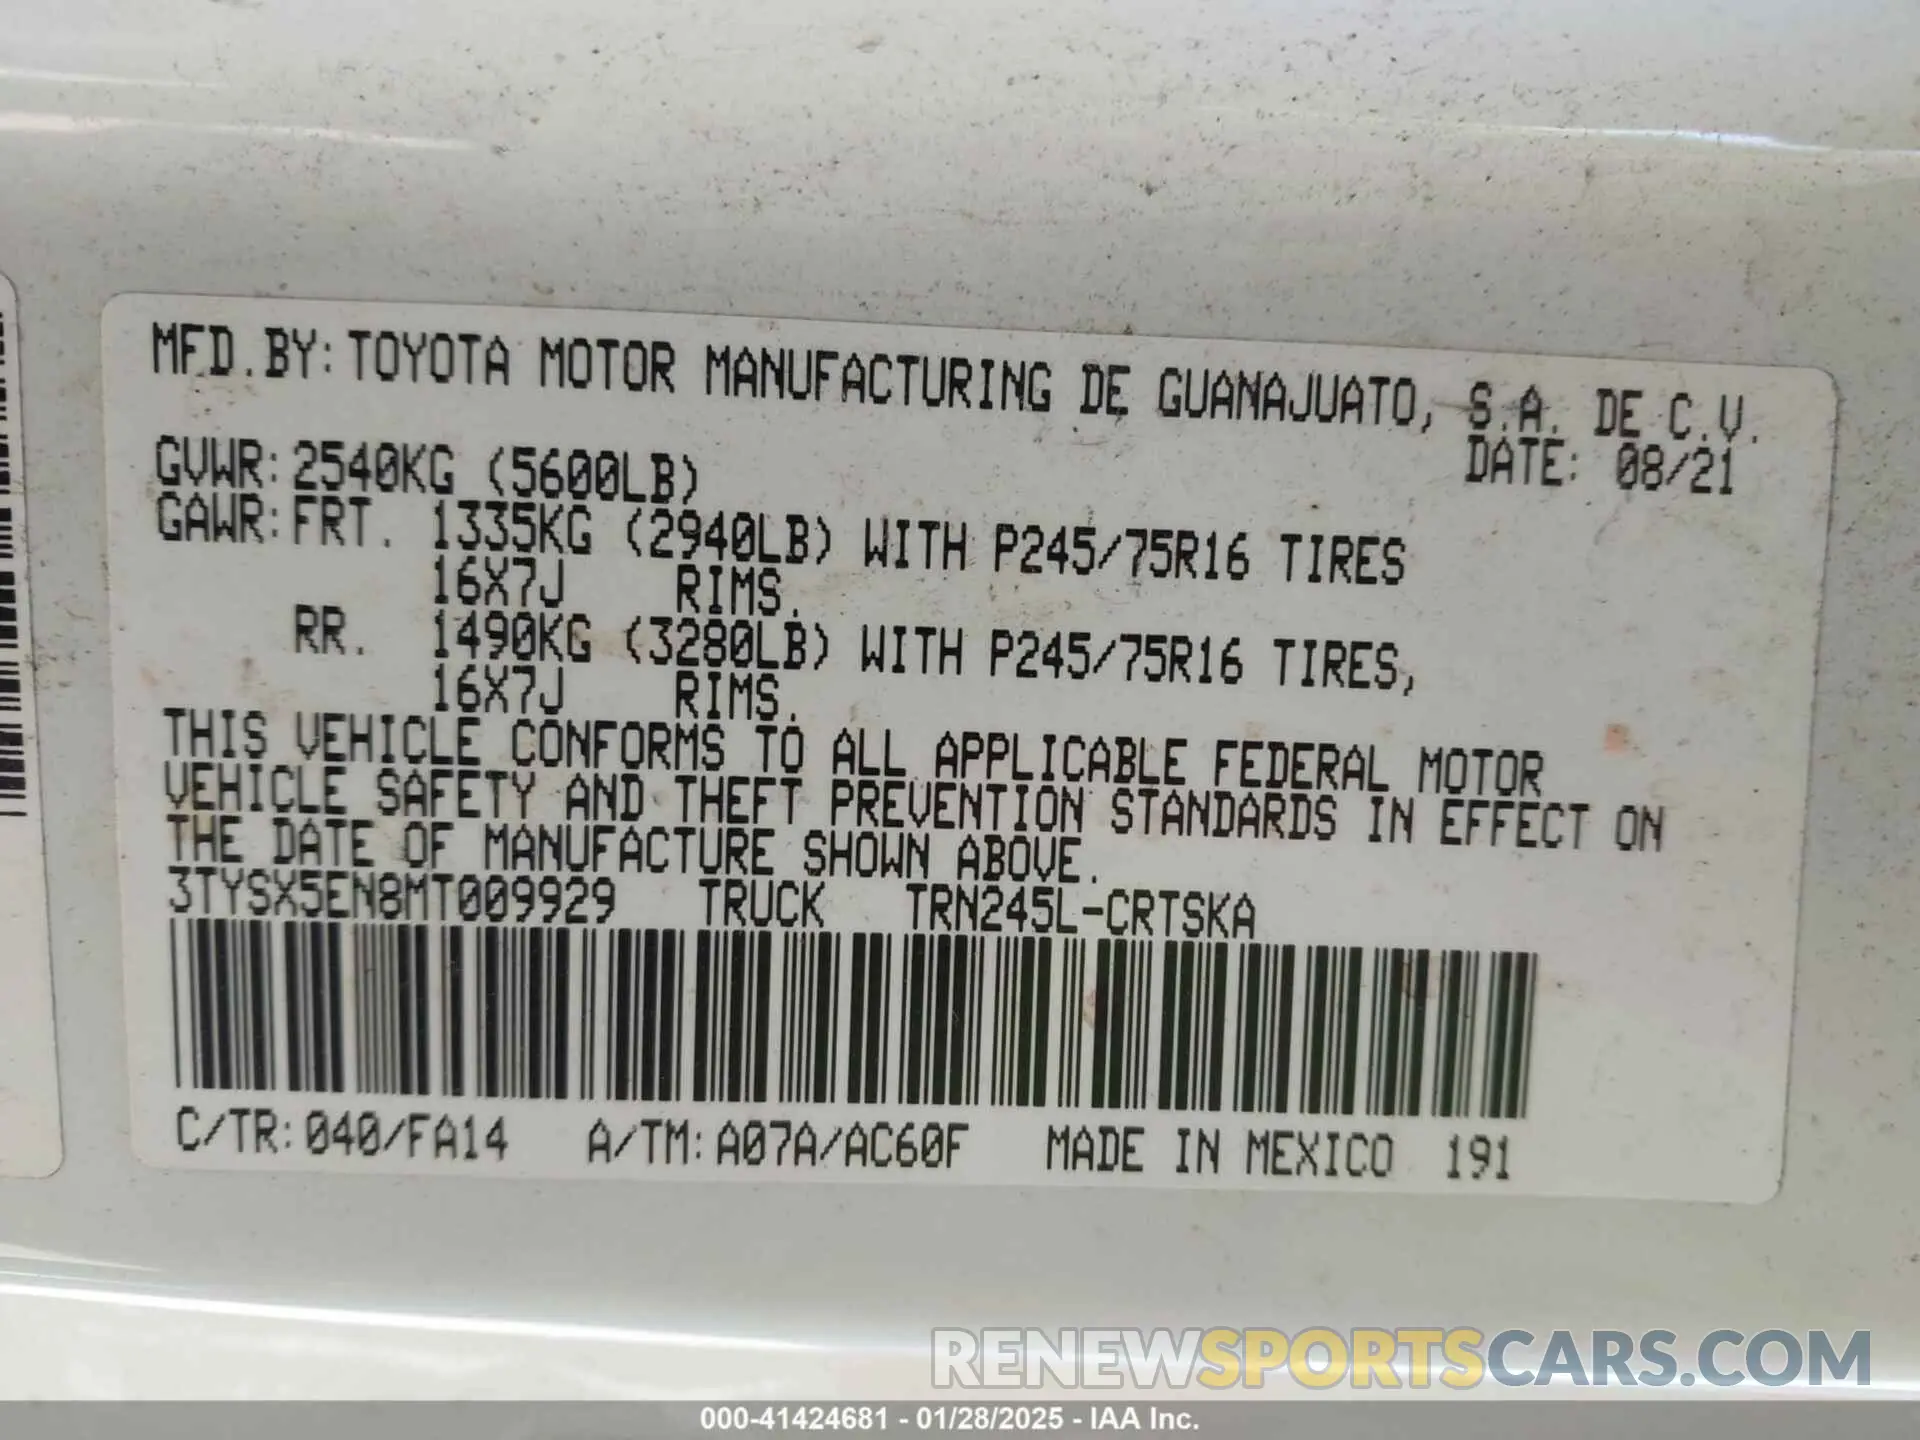 MFD.BY:TOYOTA MOTOR MANUFACTURING DE GUANAJUATO, S.A. DE C.V.
GVWR:2540KG (5600LB) DATE: 08/21
GAWR:FRT. 1335KG (2940LB) WITH P245/75R16 TIRES
16X7J RIMS.
RR. 1490KG (3280LB) WITH P245/75R16 TIRES,
16X7J RIMS.
THIS VEHICLE CONFORMS TO ALL APPLICABLE FEDERAL MOTOR
VEHICLE SAFETY AND THEFT PREVENTION STANDARDS IN EFFECT ON
THE DATE OF MANUFACTURE SHOWN ABOVE.
3TYSX5EN8MT009929 TRUCK TRN245L-CRTSKA
C/TR:040/FA14 A/TM:A07A/AC60F MADE IN MEXICO 191
RENEWSPORTSCARS.COM
000-41424681 - 01/28/2025 - IAA Inc.